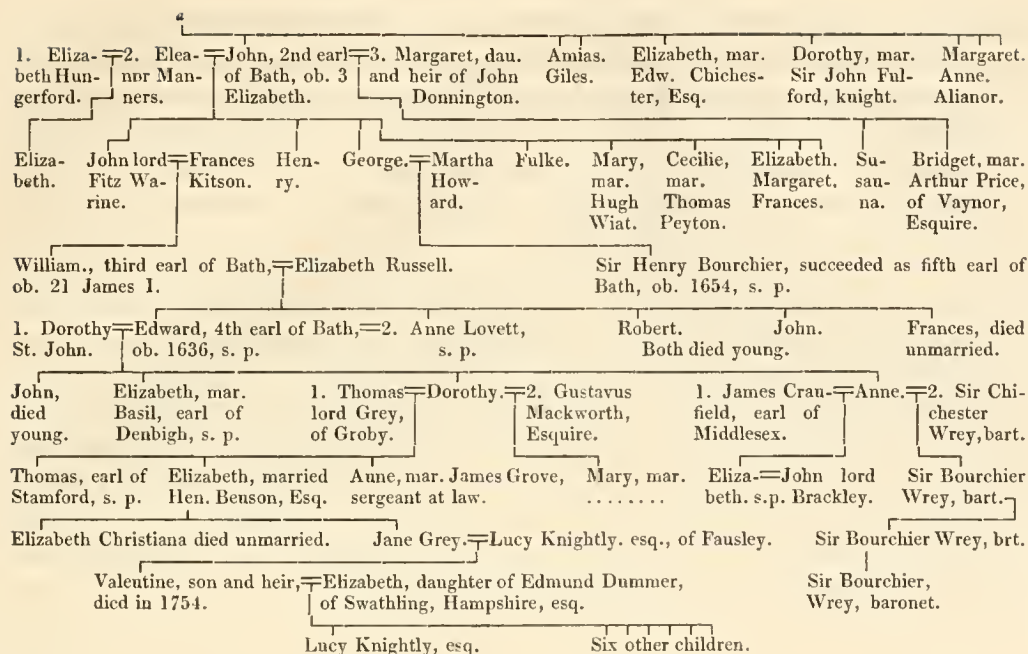 a
1. Eliza- 2. Elea- John, 2nd earl 3. Margaret, dau. Amias. Elizabeth, mar. Dorothy, mar. Margaret.
beth Hun- nor Man- of Bath, ob. 3 and heir of John Giles. Edw. Chiches- Sir John Ful- Anne.
gerford. ners. Elizabeth. Donnington. ter, Esq. ford, knight. Alianor.
Eliza- John lord Frances Hen- George. Martha Fulke. Mary, Cecilie, Elizabeth. Su- Bridget, mar.
beth. Fitz Wa- Kitson. ry. How- mar. mar. Margaret. san- Arthur Price,
rine. ard. Hugh Thomas Frances. na. of Vaynor,
Wiat. Peyton. Esquire.
William., third earl of Bath, Elizabeth Russell. Sir Henry Bourchier, succeeded as fifth earl of
ob. 21 James 1. Bath, ob. 1654, s. p.
1. Dorothy Edward, 4th earl of Bath, 2. Anne Lovett, Robert. John. Frances, died
St. John. ob. 1636, s. p. s. p. Both died young. unmarried.
John, Elizabeth, mar. 1. Thomas Dorothy. 2. Gustavus 1. James Cran- Anne. 2. Sir Chi-
died Basil, earl of lord Grey, Mackworth, field, earl of chester
young. Denbigh, s. p. of Groby. Esquire. Middlesex. Wrey, bart.
Thomas, earl of Elizabeth, married Anne, mar. James Grove, Mary, mar. Eliza- John lord Sir Bourchier
Stamford, s. p. Hen. Benson, Esq. sergeant at law. ........ beth. s.p. Brackley. Wrey, bart.
Elizabeth Christiana died unmarried. Jane Grey. Lucy Knightly. esq., of Fausley. Sir Bourchier Wrey, brt.
Valentine, son and heir, Elizabeth, daughter of Edmund Dummer, Sir Bourchier,
died in 1754. of Swathling, Hampshire, esq. Wrey, baronet.
Lucy Knightly, esq. Six other children.